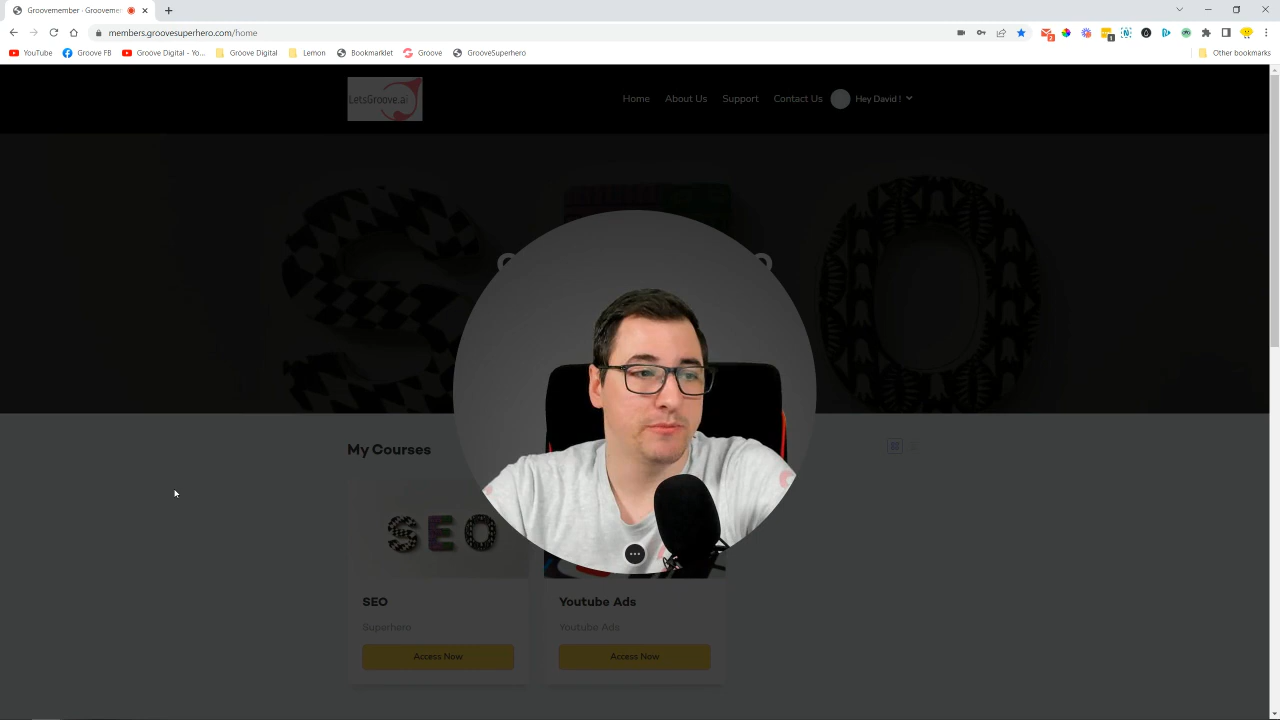 Groovemember - Groovemem
members.groovesuperhero.com/home
YouTube Groove FB Groove Digital - Yo... Groove Digital Lemon Bookmarklet Groove GrooveSuperhero Other bookmarks
LetsGroove.ai
Home About Us Support Contact Us Hey David !
S E O
My Courses
SEO
SEO Youtube Ads
Superhero Youtube Ads
Access Now Access Now